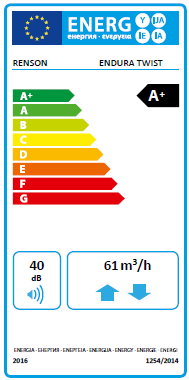 ENERG Y IJA
енергия · ενεργεια IE IA
RENSON ENDURA TWIST
A+ A+
A
B
C
D
E
F
G
40 61 m³/h
dB
ENERGIA · ЕНЕРГИЯ · ΕΝΕΡΓΕΙΑ · ENERGIJA · ENERGY · ENERGIE · ENERGI
2016 1254/2014